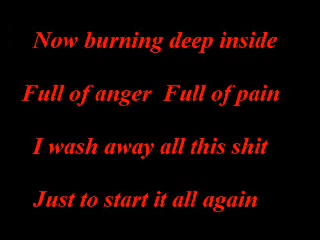 Now burning deep inside
Full of anger  Full of pain
I wash away all this shit
Just to start it all again